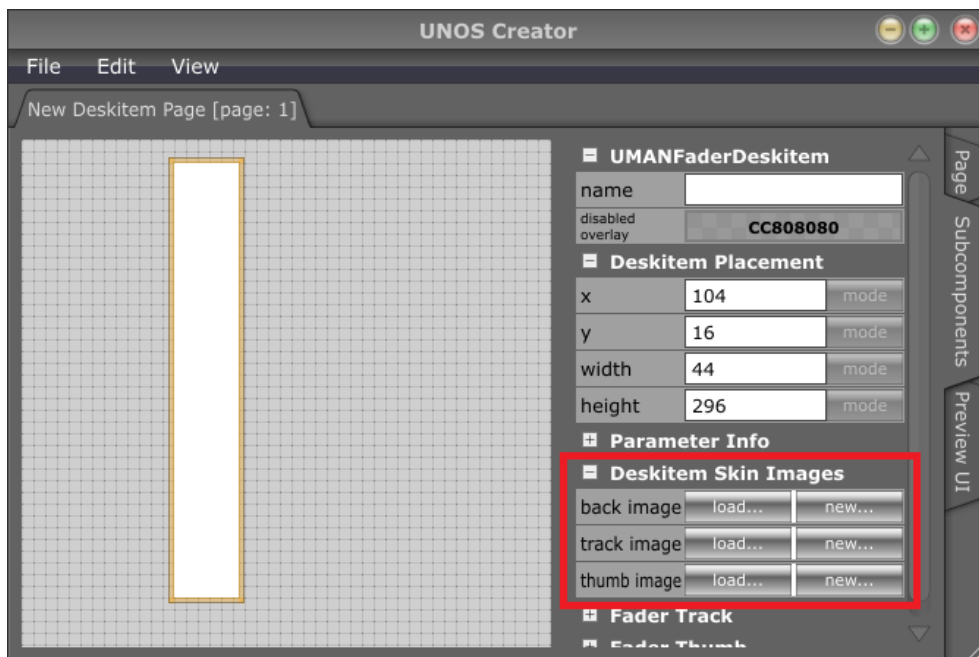 UNOS Creator
File Edit View
New Deskitem Page [page: 1]
UMANFaderDeskitem
name
disabled overlay CC808080
Deskitem Placement
x 104 mode
y 16 mode
width 44 mode
height 296 mode
Parameter Info
Deskitem Skin Images
back image load... new...
track image load... new...
thumb image load... new...
Fader Track
Fader Thumb
Page
Subcomponents
Preview UI